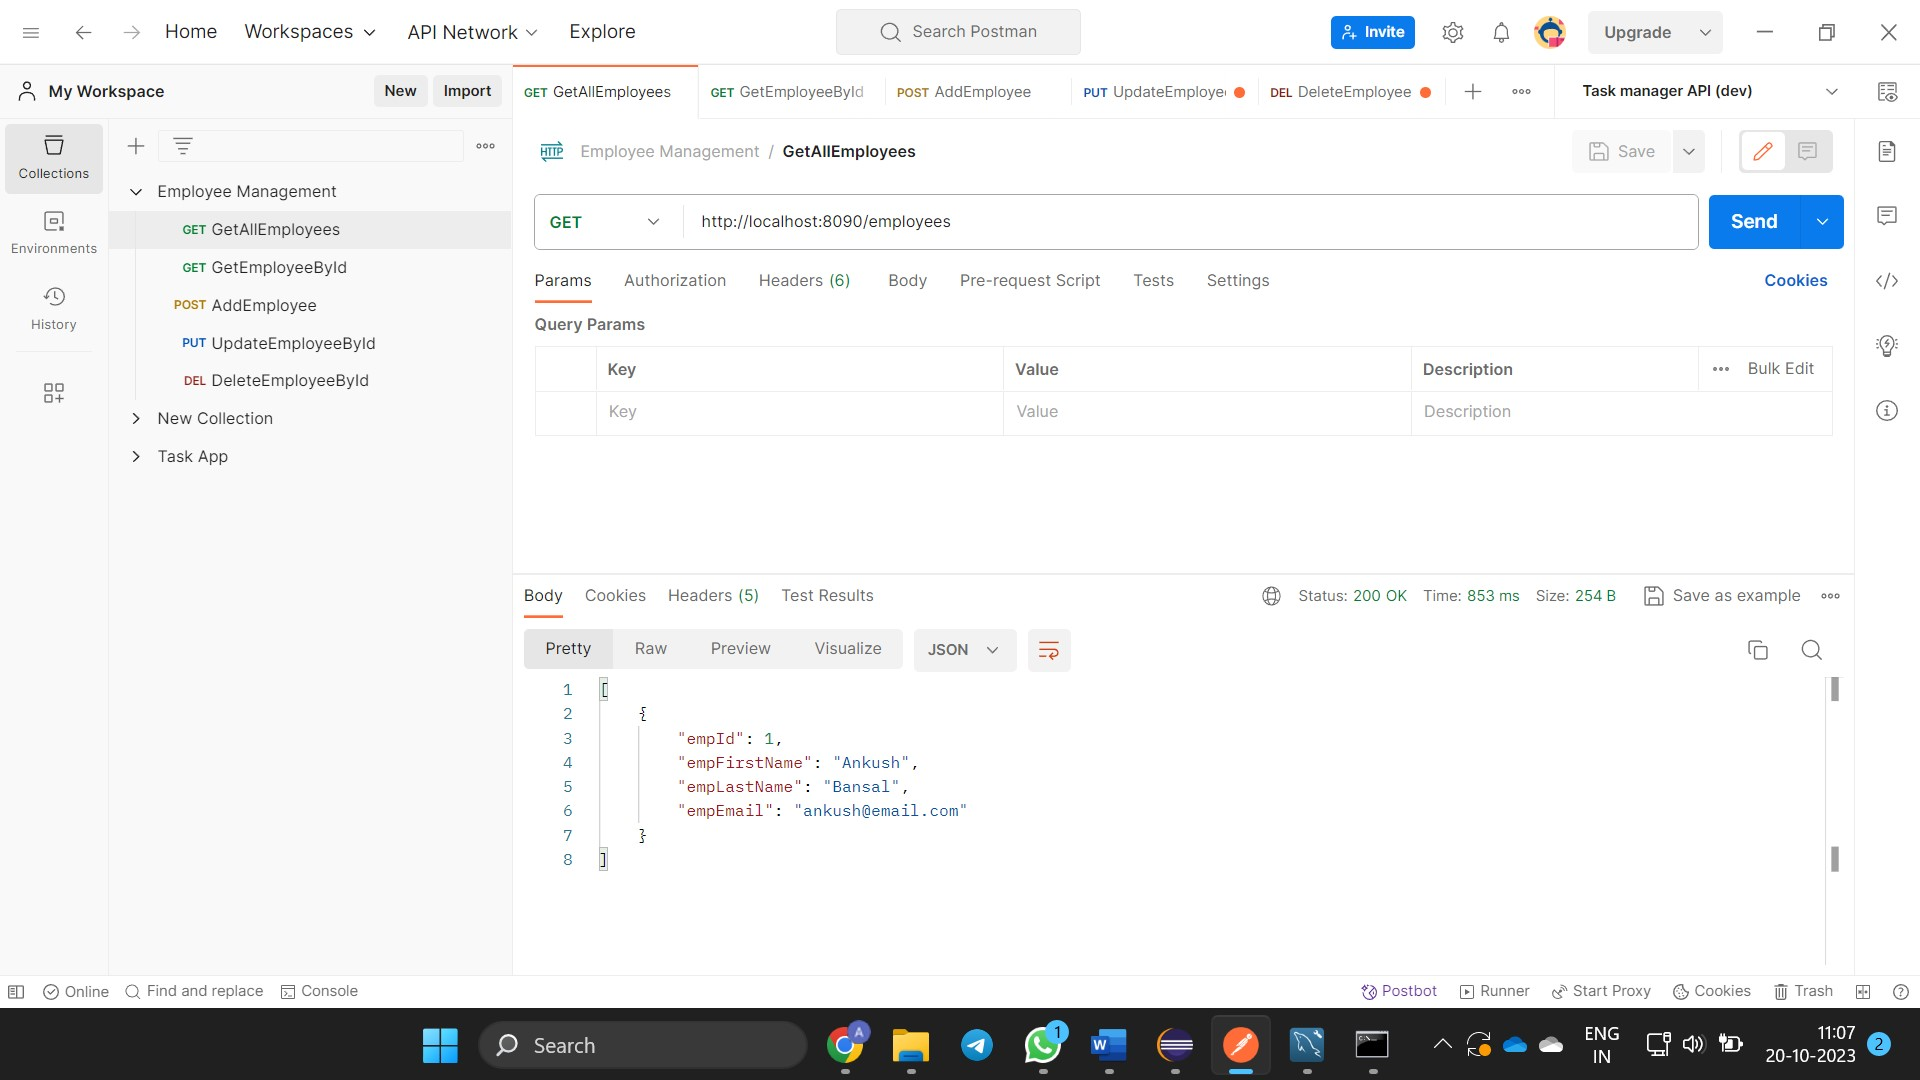 Home Workspaces API Network Explore Search Postman Invite Upgrade
My Workspace New Import GET GetAllEmployees GET GetEmployeeById POST AddEmployee PUT UpdateEmployee DEL DeleteEmployee Task manager API (dev)
Collections
Environments
History
Employee Management
GET GetAllEmployees
GET GetEmployeeById
POST AddEmployee
PUT UpdateEmployeeById
DEL DeleteEmployeeById
New Collection
Task App
HTTP Employee Management / GetAllEmployees Save
GET http://localhost:8090/employees Send
Params Authorization Headers (6) Body Pre-request Script Tests Settings Cookies
Query Params
Key Value Description Bulk Edit
Key Value Description
Body Cookies Headers (5) Test Results Status: 200 OK Time: 853 ms Size: 254 B Save as example
Pretty Raw Preview Visualize JSON
1 [
2 {
3 "empId": 1,
4 "empFirstName": "Ankush",
5 "empLastName": "Bansal",
6 "empEmail": "ankush@email.com"
7 }
8 ]
Online Find and replace Console Postbot Runner Start Proxy Cookies Trash
Search A 1 W ENG 11:07
IN 20-10-2023 2